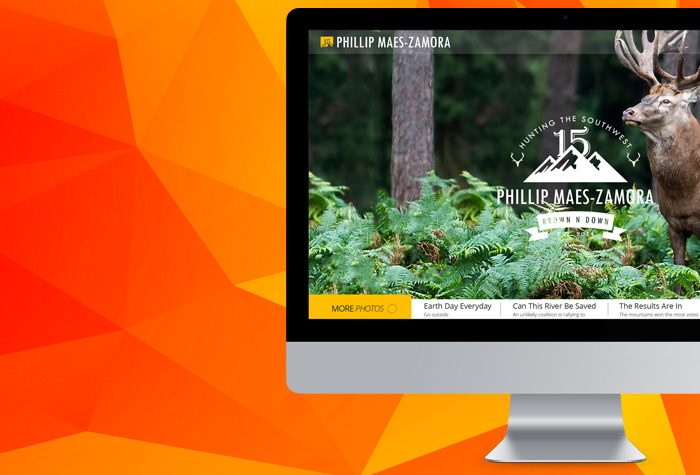 PHILLIP MAES-ZAMORA
HUNTING THE SOUTHWEST
15
PHILLIP MAES-ZAMORA
BROWN N DOWN
MORE PHOTOS
Earth Day Everyday
Go outside
Can This River Be Saved
An unlikely coalition is rallying to
The Results Are In
The mountains won the most votes